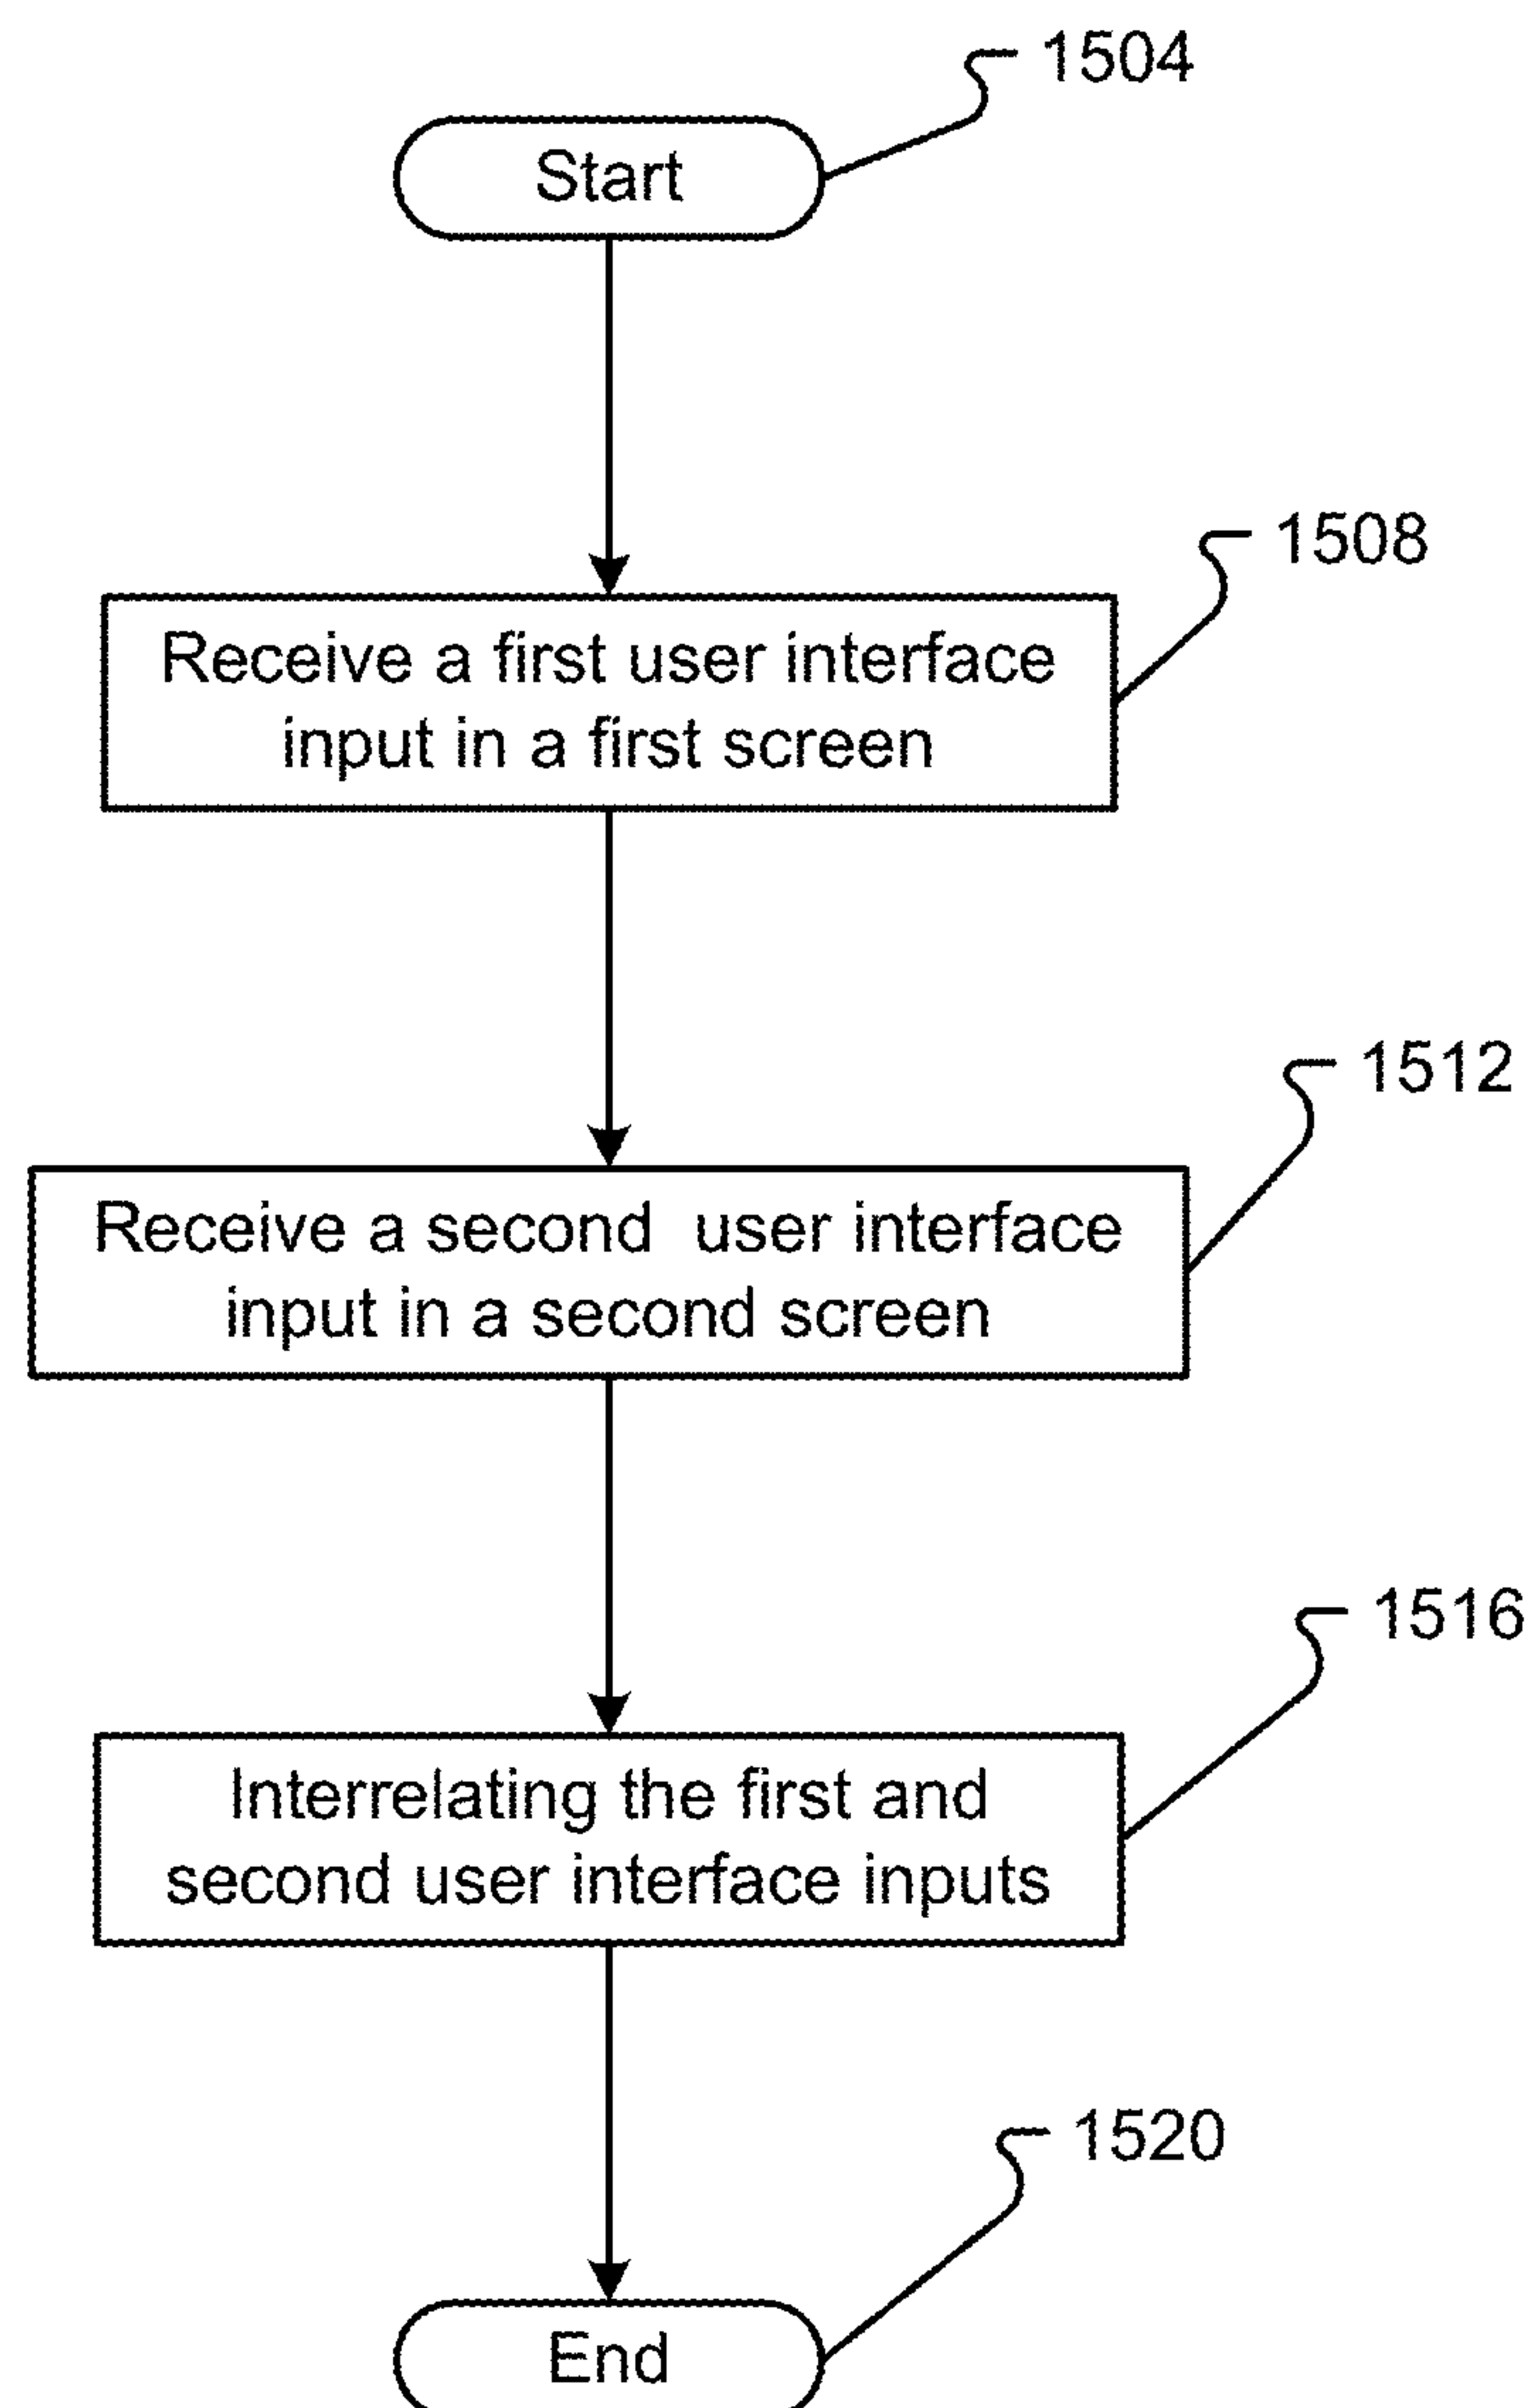 1504
Start
1508
Receive a first user interface
input in a first screen
1512
Receive a second  user interface
input in a second screen
1516
Interrelating the first and
second user interface inputs
1520
End